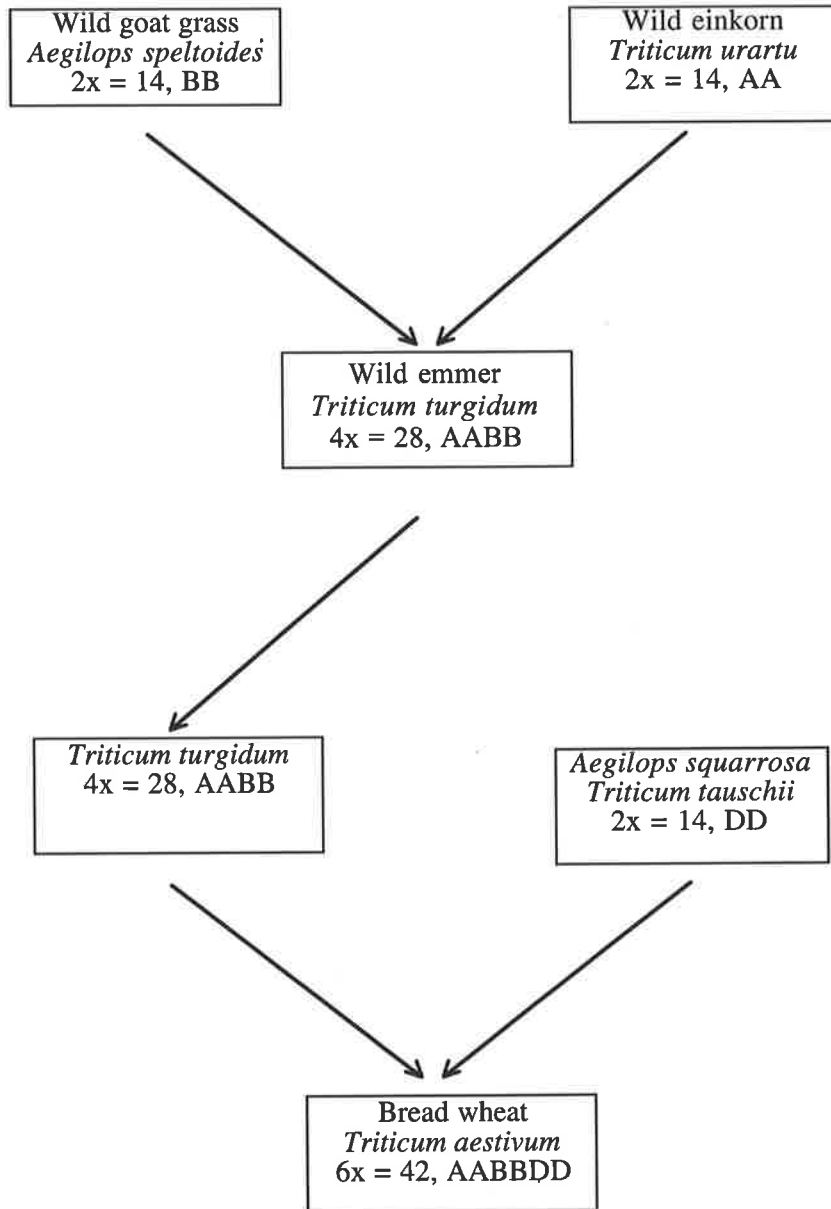 Wild goat grass
Aegilops speltoides
2x = 14, BB
Wild einkorn
Triticum urartu
2x = 14, AA
Wild emmer
Triticum turgidum
4x = 28, AABB
Triticum turgidum
4x = 28, AABB
Aegilops squarrosa
Triticum tauschii
2x = 14, DD
Bread wheat
Triticum aestivum
6x = 42, AABBDD